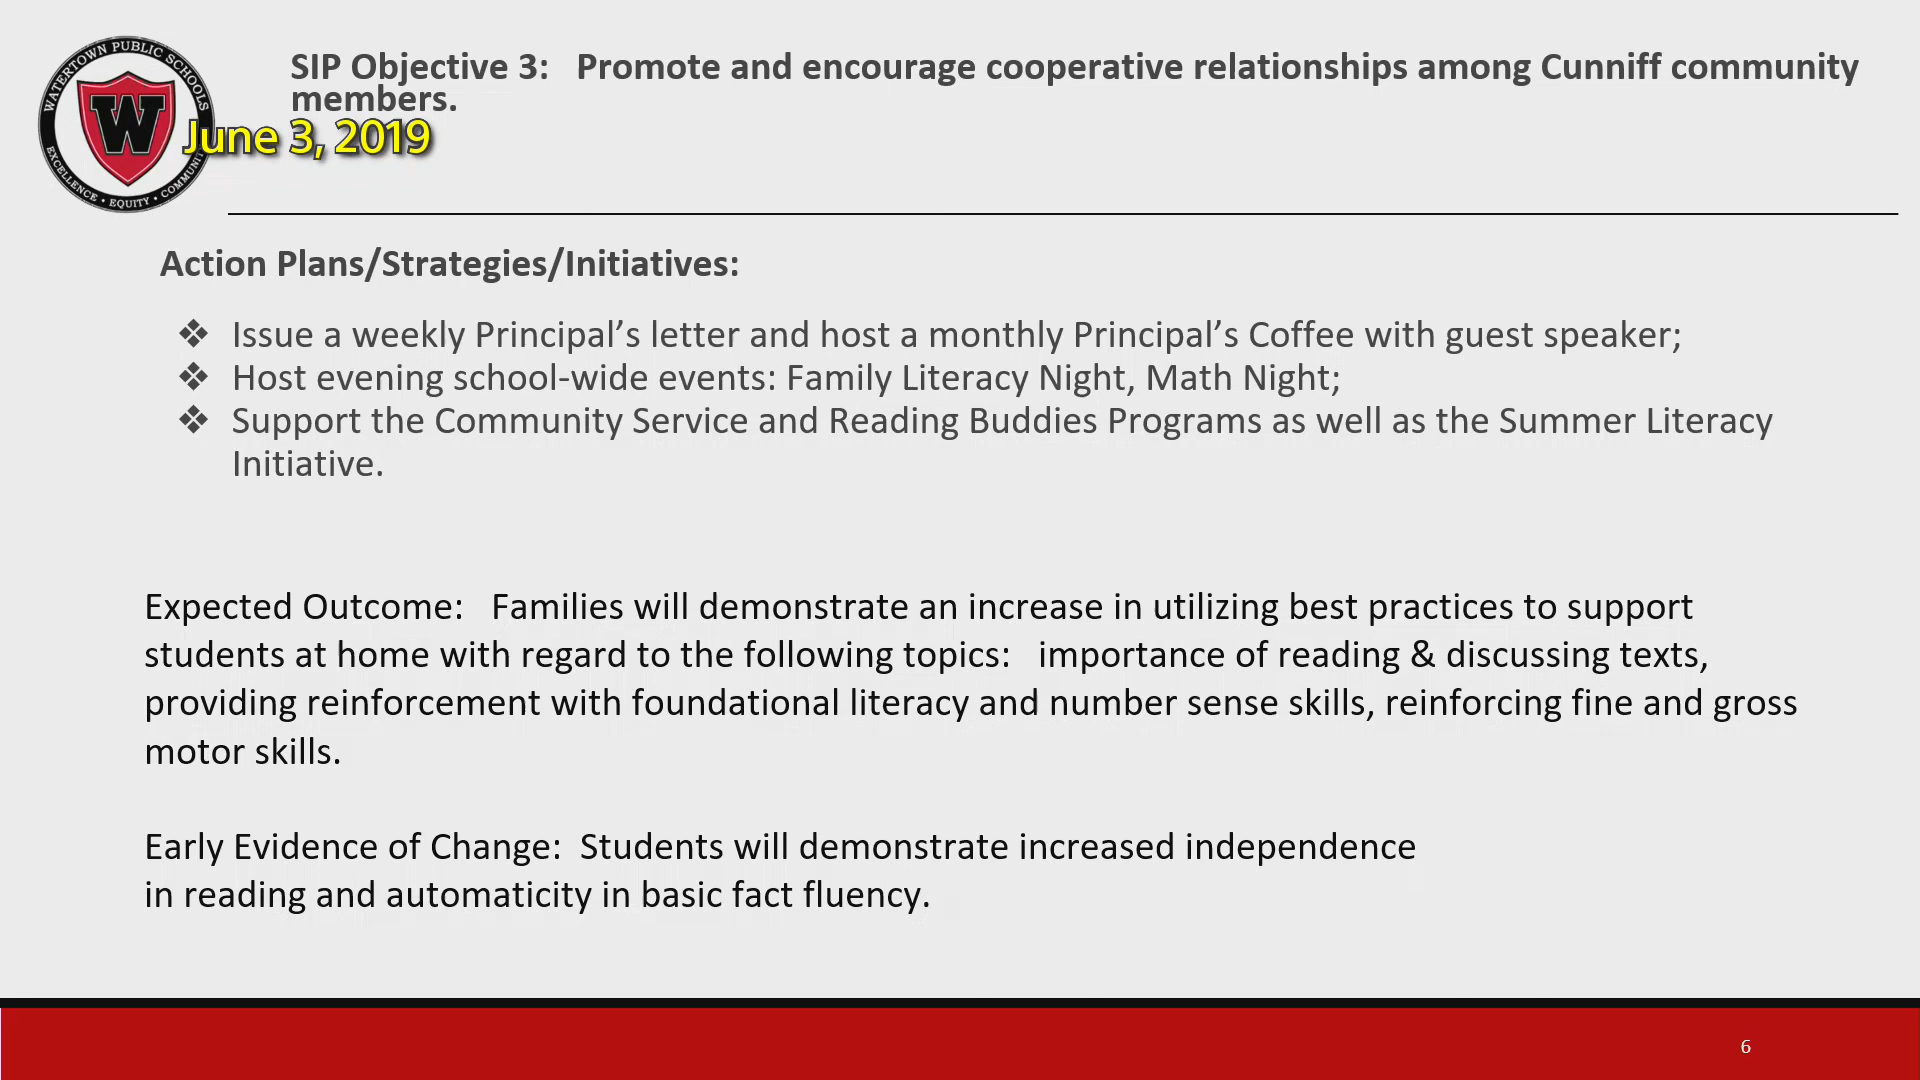 WATERTOWN PUBLIC SCHOOLS
W
EXCELLENCE • EQUITY • COMMUNITY
SIP Objective 3: Promote and encourage cooperative relationships among Cunniff community
members.
June 3, 2019
Action Plans/Strategies/Initiatives:
❖ Issue a weekly Principal’s letter and host a monthly Principal’s Coffee with guest speaker;
❖ Host evening school-wide events: Family Literacy Night, Math Night;
❖ Support the Community Service and Reading Buddies Programs as well as the Summer Literacy
Initiative.
Expected Outcome: Families will demonstrate an increase in utilizing best practices to support
students at home with regard to the following topics: importance of reading & discussing texts,
providing reinforcement with foundational literacy and number sense skills, reinforcing fine and gross
motor skills.
Early Evidence of Change: Students will demonstrate increased independence
in reading and automaticity in basic fact fluency.
6